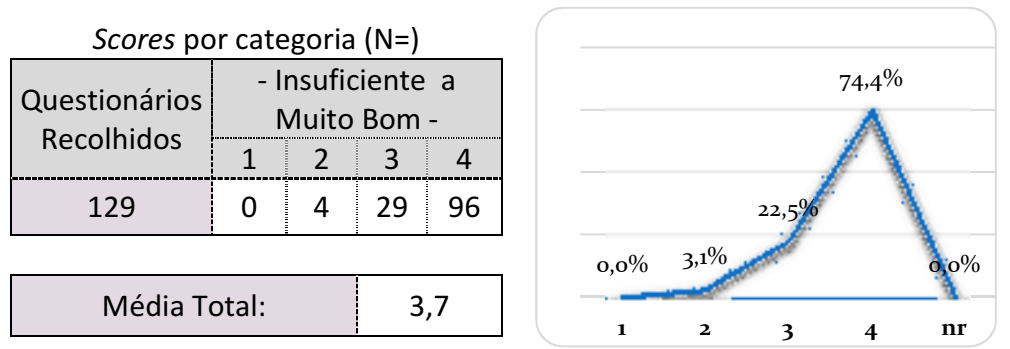 Scores por categoria (N=)
Questionários
Recolhidos
- Insuficiente a
Muito Bom -
1 2 3 4
129 0 4 29 96
Média Total: 3,7
74,4%
22,5%
0,0% 3,1% 0,0%
1 2 3 4 nr